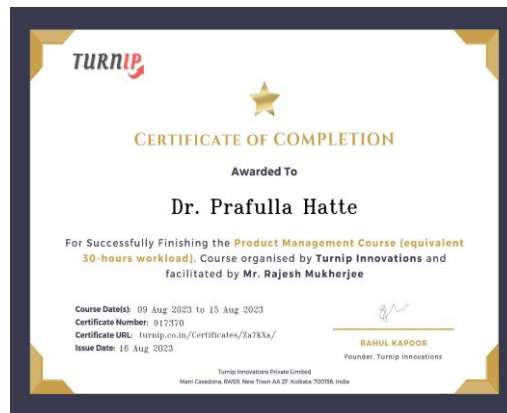 TURNIP
CERTIFICATE OF COMPLETION
Awarded To
Dr. Prafulla Hatte
For Successfully Finishing the Product Management Course (equivalent
30-hours workload). Course organised by Turnip Innovations and
facilitated by Mr. Rajesh Mukherjee
Course Date(s): 09 Aug 2023 to 15 Aug 2023
Certificate Number: 917370
Certificate URL: turnip.co.in/Certificates/Za7KXa/
Issue Date: 16 Aug 2023
RAHUL KAPOOR
Founder, Turnip Innovations
Turnip Innovations Private Limited
Mani Casadona, 6WS9, New Town AA 2F, Kolkata 700156, India